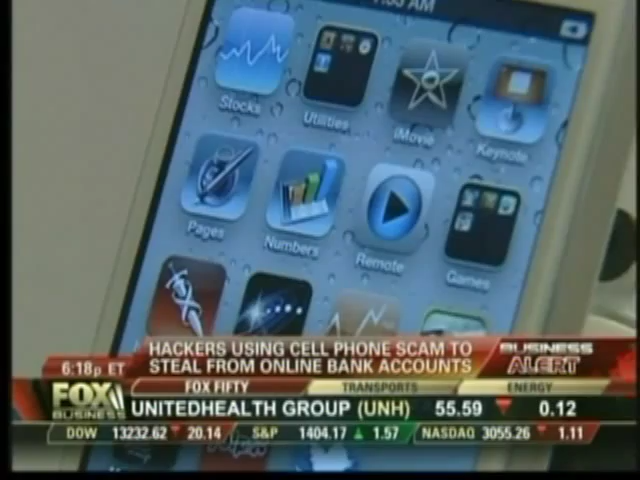 Stocks
Utilities
iMovie
Keynote
Pages
Numbers
Remote
Games
HACKERS USING CELL PHONE SCAM TO
STEAL FROM ONLINE BANK ACCOUNTS
BUSINESS
ALERT
6:18p ET
FOX FIFTY TRANSPORTS ENERGY
FOX
BUSINESS
UNITEDHEALTH GROUP (UNH) 55.59 0.12
DOW 13232.62 20.14 S&P 1404.17 1.57 NASDAQ 3055.26 1.11